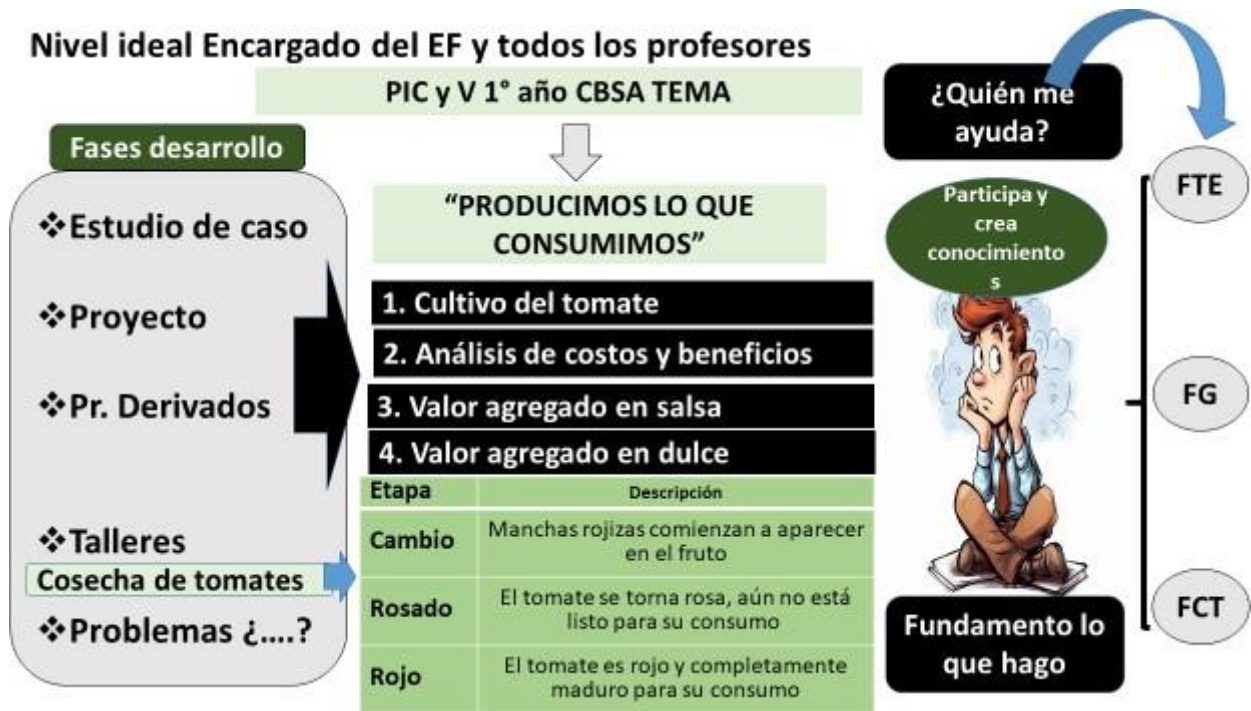 Nivel ideal Encargado del EF y todos los profesores
PIC y V 1° año CBSA TEMA
¿Quién me
ayuda?
Fases desarrollo
❖Estudio de caso
❖Proyecto
❖Pr. Derivados
❖Talleres
Cosecha de tomates
❖Problemas ¿....?
“PRODUCIMOS LO QUE
CONSUMIMOS”
1. Cultivo del tomate
2. Análisis de costos y beneficios
3. Valor agregado en salsa
4. Valor agregado en dulce
Etapa Descripción
Cambio Manchas rojizas comienzan a aparecer
en el fruto
Rosado El tomate se torna rosa, aún no está
listo para su consumo
Rojo El tomate es rojo y completamente
maduro para su consumo
Participa y
crea
conocimiento
s
Fundamento lo
que hago
FTE
FG
FCT